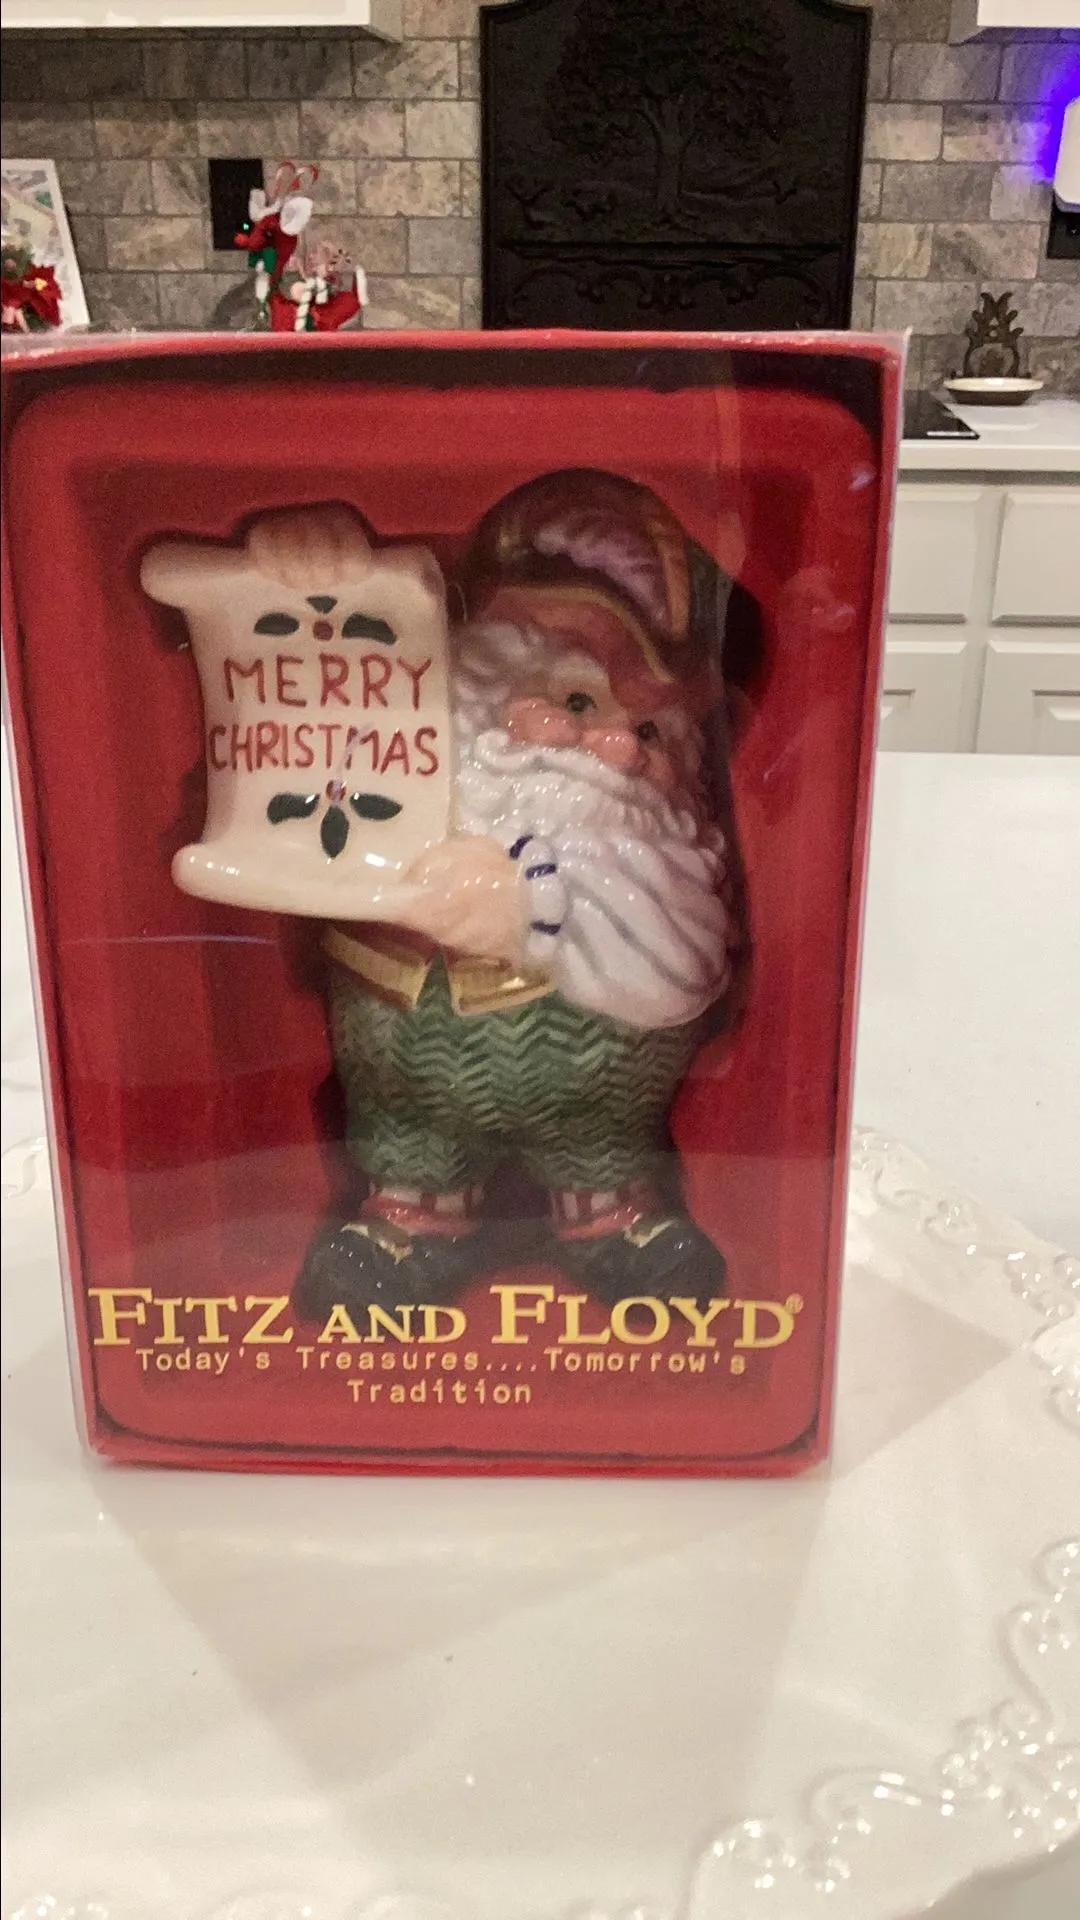 MERRY
CHRISTMAS
FITZ AND FLOYD®
Today's Treasures....Tomorrow's
Tradition